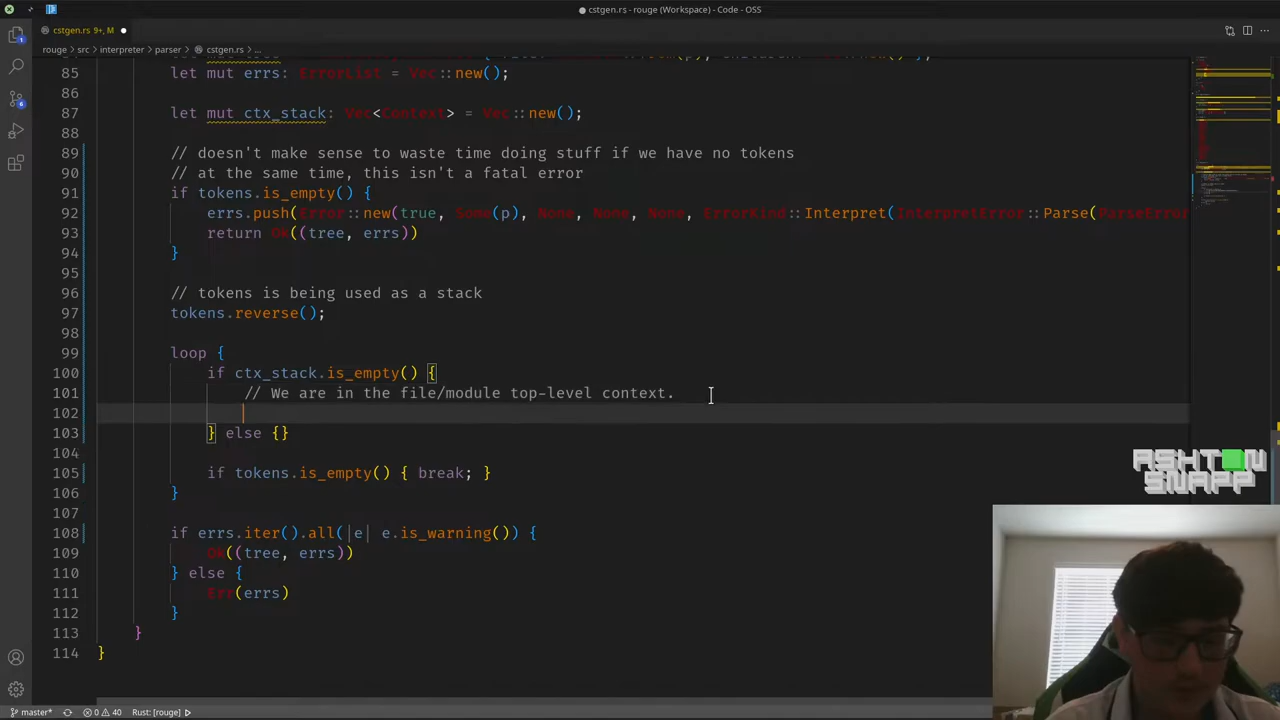 cstgen.rs - rouge (Workspace) - Code - OSS
cstgen.rs 9+, M
rouge > src > interpreter > parser > cstgen.rs > ...
85 let mut errs: ErrorList = Vec::new();
86
87 let mut ctx_stack: Vec<Context> = Vec::new();
88
89 // doesn't make sense to waste time doing stuff if we have no tokens
90 // at the same time, this isn't a fatal error
91 if tokens.is_empty() {
92 errs.push(Error::new(true, Some(p), None, None, None, ErrorKind::Interpret(InterpretError::Parse(ParseError
93 return Ok((tree, errs))
94 }
95
96 // tokens is being used as a stack
97 tokens.reverse();
98
99 loop {
100 if ctx_stack.is_empty() {
101 // We are in the file/module top-level context.
102
103 } else {}
104
105 if tokens.is_empty() { break; }
106 }
107
108 if errs.iter().all(|e| e.is_warning()) {
109 Ok((tree, errs))
110 } else {
111 Err(errs)
112 }
113 }
114 }
ASHTON
SNAPP
master* 0 40 Rust: [rouge]